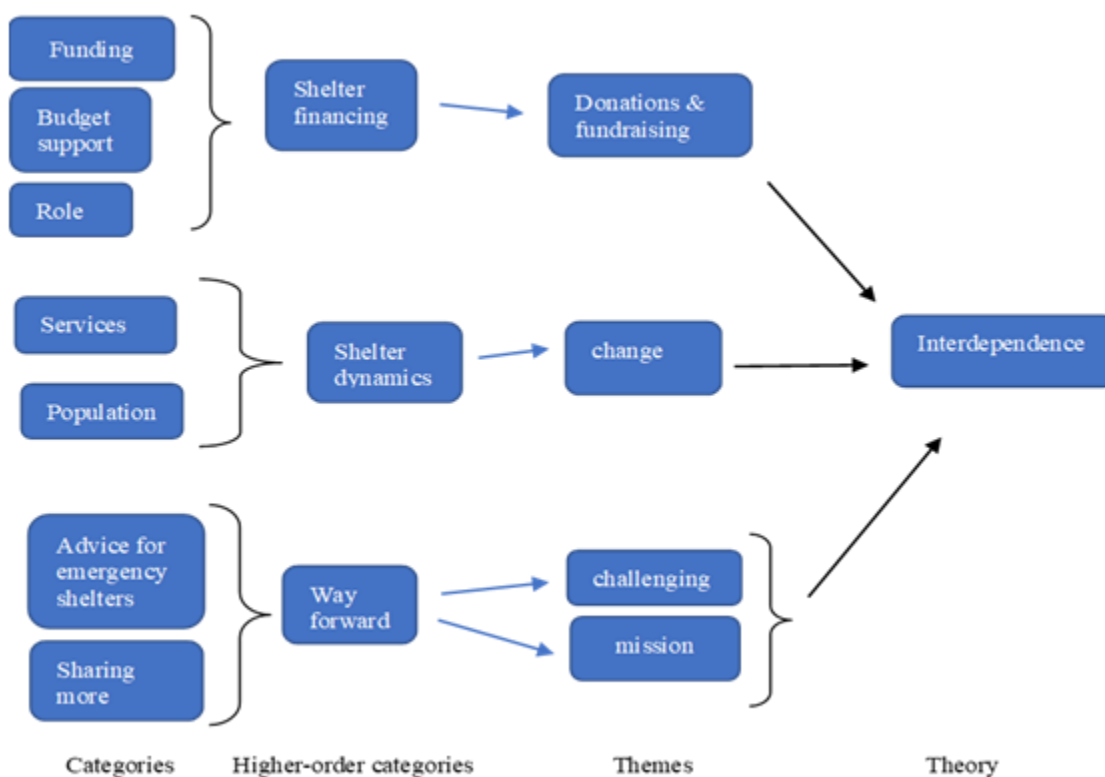 Funding
Budget
support
Role
Shelter
financing
Donations &
fundraising
Services
Population
Shelter
dynamics
change
Interdependence
Advice for
emergency
shelters
Sharing
more
Way
forward
challenging
mission
Categories
Higher-order categories
Themes
Theory